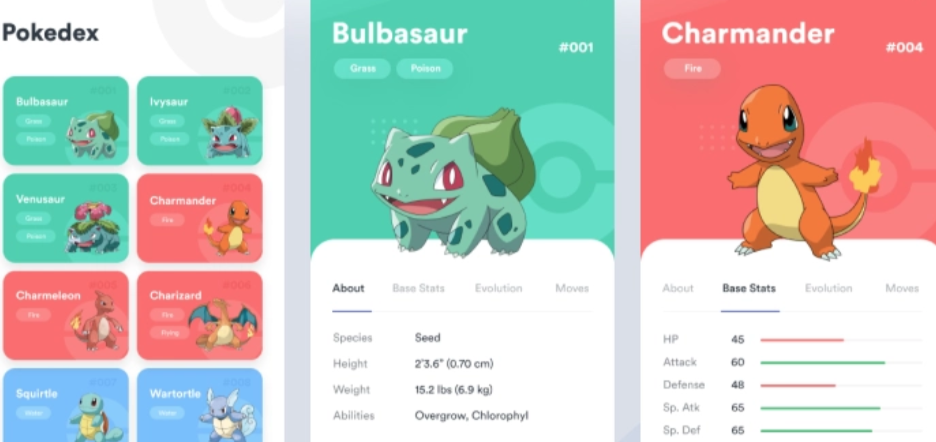 Pokedex
#001
Bulbasaur
Grass
Poison
#002
Ivysaur
Grass
Poison
#003
Venusaur
Grass
Poison
#004
Charmander
Fire
#005
Charmeleon
Fire
#006
Charizard
Fire
Flying
#007
Squirtle
Water
#008
Wartortle
Water
Bulbasaur
#001
Grass Poison
About Base Stats Evolution Moves
Species Seed
Height 2'3.6" (0.70 cm)
Weight 15.2 lbs (6.9 kg)
Abilities Overgrow, Chlorophyl
Charmander
#004
Fire
About Base Stats Evolution Moves
HP 45
Attack 60
Defense 48
Sp. Atk 65
Sp. Def 65